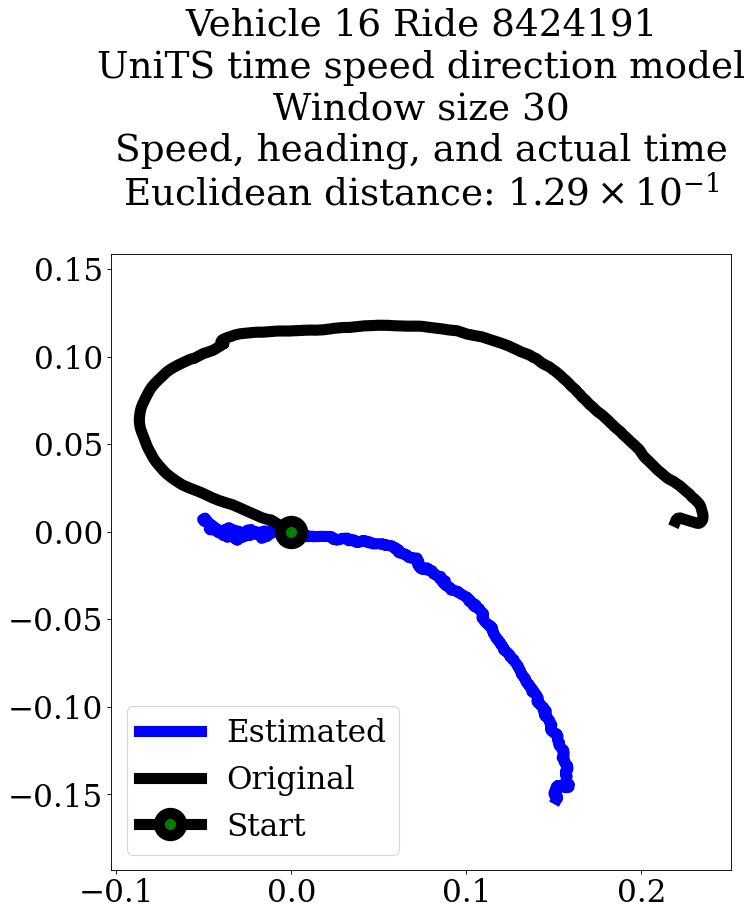 Vehicle 16 Ride 8424191
UniTS time speed direction model
Window size 30
Speed, heading, and actual time
Euclidean distance: 1.29 × 10⁻¹
0.15
0.10
0.05
0.00
−0.05
−0.10
−0.15
Estimated
Original
Start
−0.1
0.0
0.1
0.2